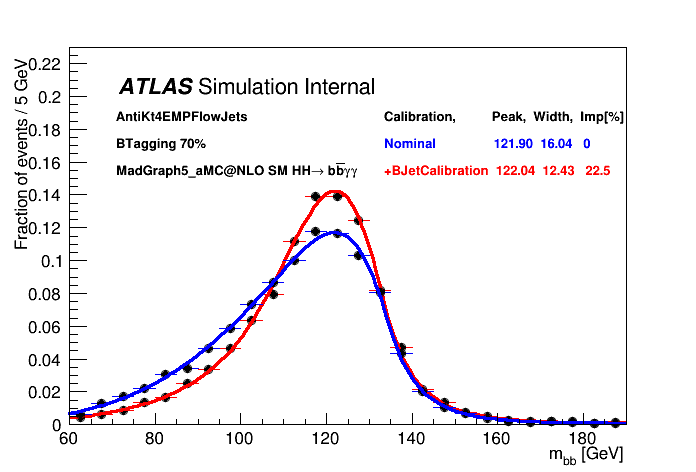 ATLAS Simulation Internal
AntiKt4EMPFlowJets
BTagging 70%
MadGraph5_aMC@NLO SM HH→ bb̅γγ
Calibration, Peak, Width, Imp[%]
Nominal 121.90 16.04 0
+BJetCalibration 122.04 12.43 22.5
Fraction of events / 5 GeV
0.22
0.2
0.18
0.16
0.14
0.12
0.1
0.08
0.06
0.04
0.02
0
60 80 100 120 140 160 180
m_bb [GeV]